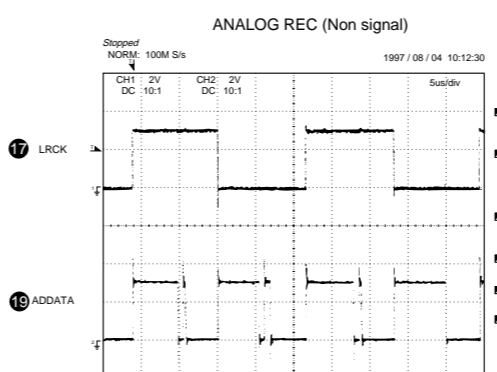 ANALOG REC (Non signal)
Stopped
NORM: 100M S/s
1997 / 08 / 04 10:12:30
CH1 2V CH2 2V 5us/div
DC 10:1 DC 10:1
17 LRCK
19 ADDATA